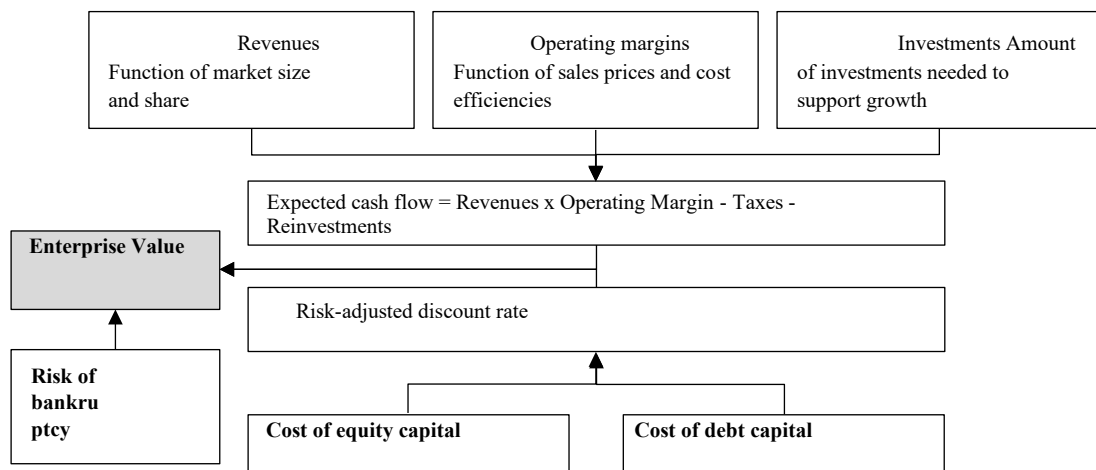 Revenues
Function of market size
and share
Operating margins
Function of sales prices and cost
efficiencies
Investments Amount
of investments needed to
support growth
Expected cash flow = Revenues x Operating Margin - Taxes -
Reinvestments
Enterprise Value
Risk-adjusted discount rate
Risk of
bankru
ptcy
Cost of equity capital
Cost of debt capital